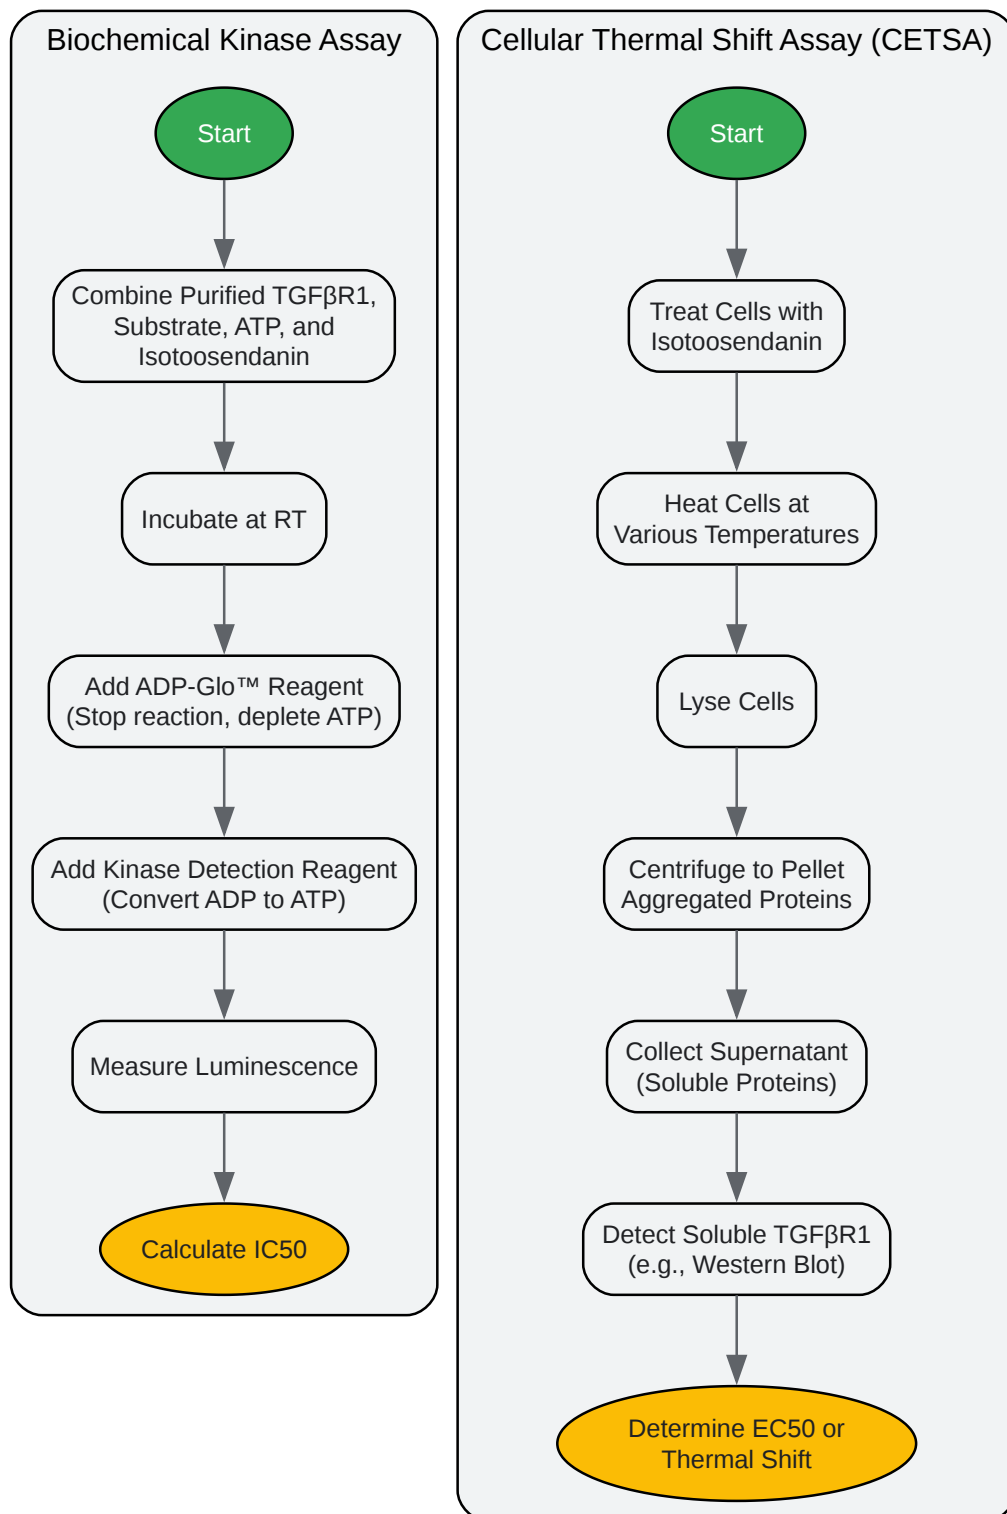 Biochemical Kinase Assay
Start
Combine Purified TGFβR1,
Substrate, ATP, and
Isotoosendanin
Incubate at RT
Add ADP-Glo™ Reagent
(Stop reaction, deplete ATP)
Add Kinase Detection Reagent
(Convert ADP to ATP)
Measure Luminescence
Calculate IC50
Cellular Thermal Shift Assay (CETSA)
Start
Treat Cells with
Isotoosendanin
Heat Cells at
Various Temperatures
Lyse Cells
Centrifuge to Pellet
Aggregated Proteins
Collect Supernatant
(Soluble Proteins)
Detect Soluble TGFβR1
(e.g., Western Blot)
Determine EC50 or
Thermal Shift